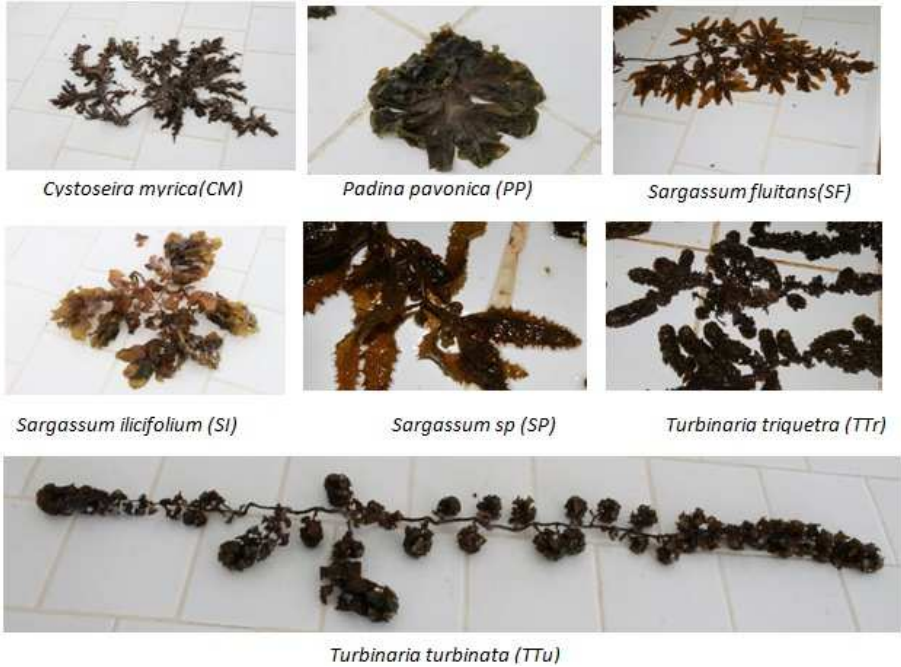 Cystoseira myrica(CM)
Padina pavonica (PP)
Sargassum fluitans(SF)
Sargassum ilicifolium (SI)
Sargassum sp (SP)
Turbinaria triquetra (TTr)
Turbinaria turbinata (TTu)